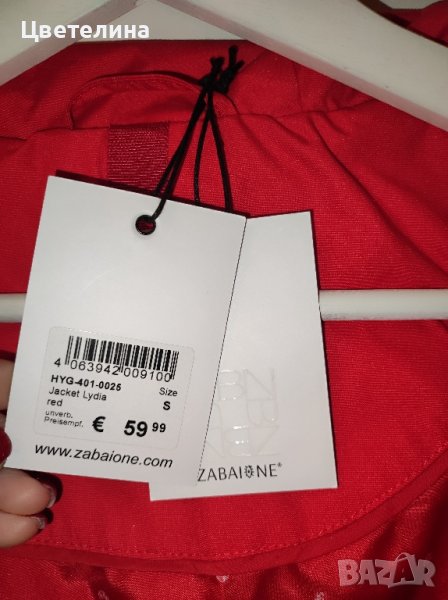 Цветелина
4 063942 009100
HYG-401-0025 Size
Jacket Lydia S
red
unverb.
Preisempf. € 59 99
www.zabaione.com
ZABAIONE®
BAZAR